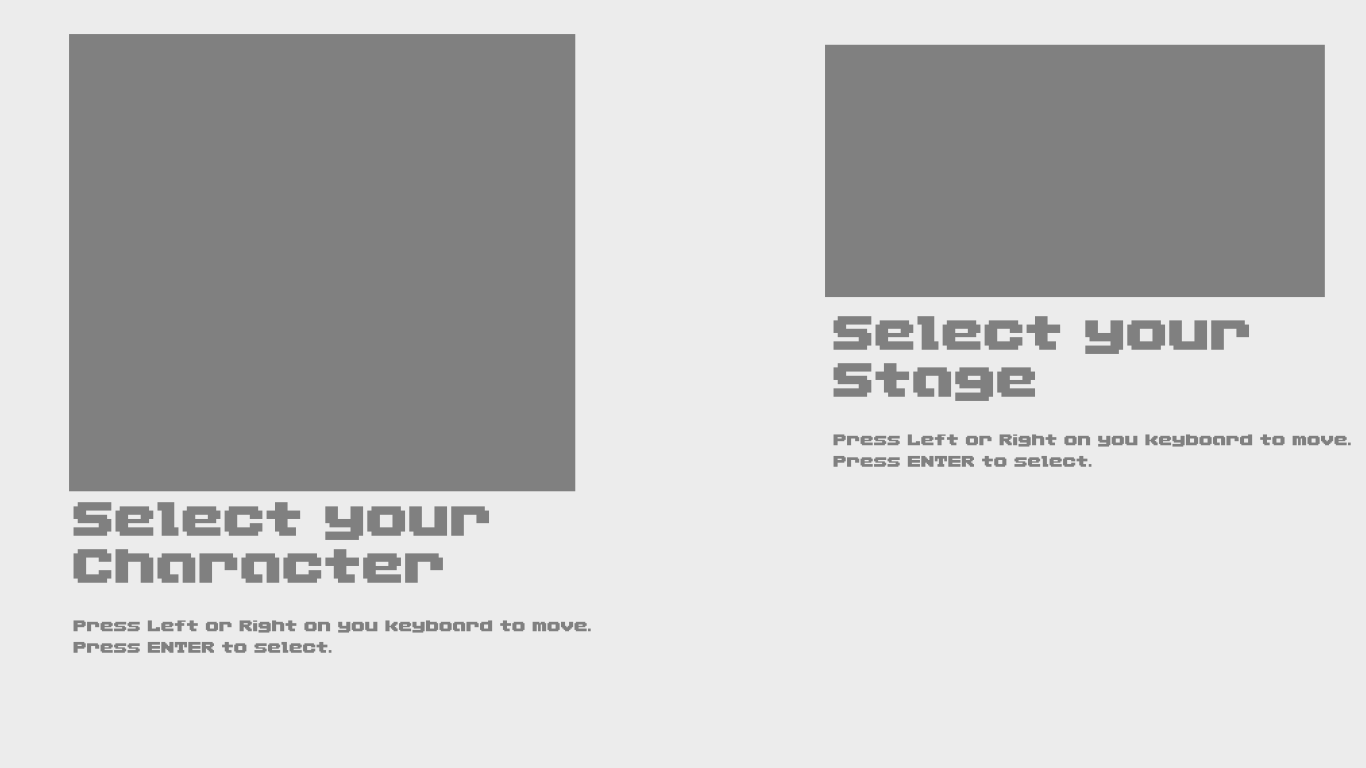 Select your
Character
Press Left or Right on you keyboard to move.
Press ENTER to select.
Select your
Stage
Press Left or Right on you keyboard to move.
Press ENTER to select.